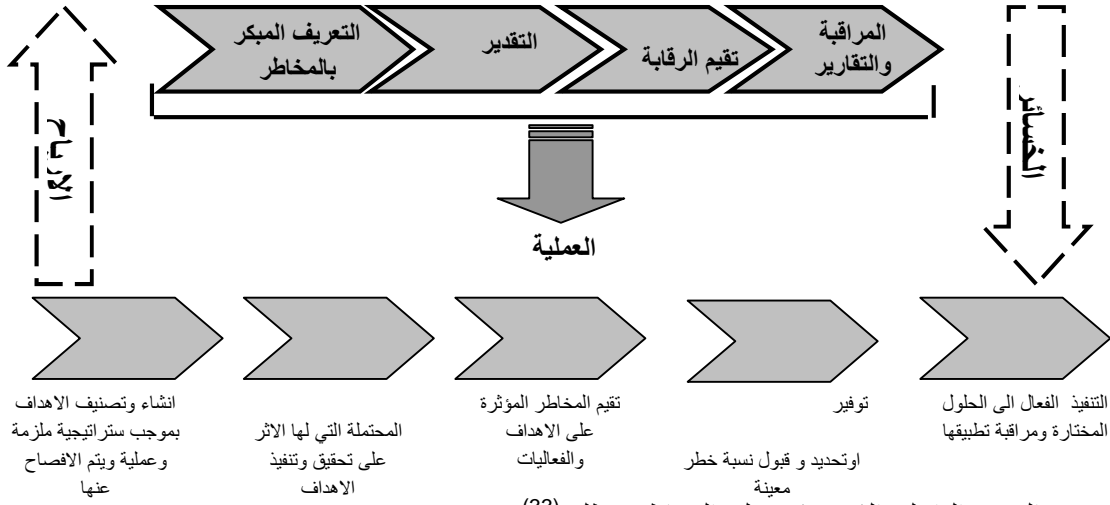 التعريف المبكر
بالمخاطر
التقدير
تقيم الرقابة
المراقبة
والتقارير
الارباح
الخسائر
العملية
انشاء وتصنيف الاهداف
بموجب ستراتيجية ملزمة
وعملية ويتم الافصاح
عنها
المحتملة التي لها الاثر
على تحقيق وتنفيذ
الاهداف
تقيم المخاطر المؤثرة
على الاهداف
والفعاليات
توفير
اوتحديد و قبول نسبة خطر
معينة
التنفيذ الفعال الى الحلول
المختارة ومراقبة تطبيقها
(23)